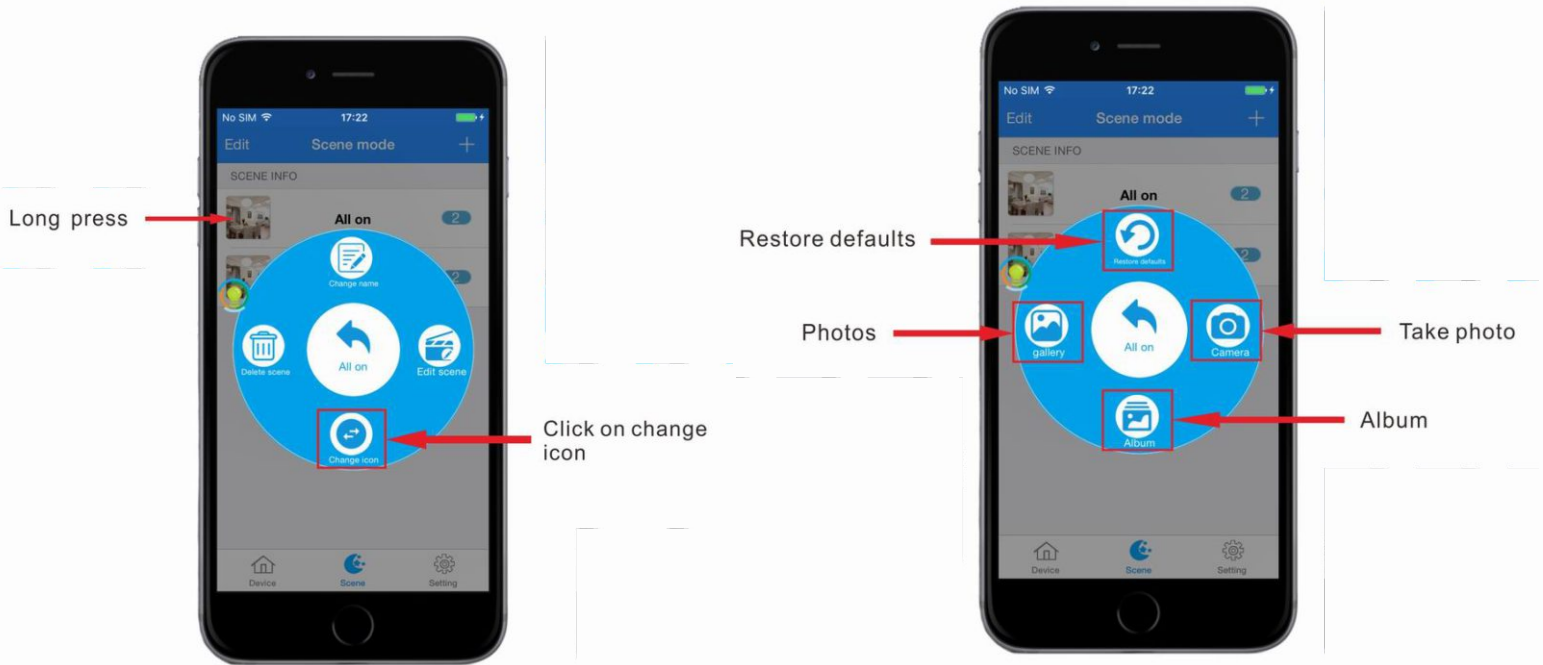 No SIM 17:22
Edit Scene mode +
SCENE INFO
Long press
All on 2
2
Change name
Delete scene
All on
Edit scene
Change icon
Click on change
icon
Device Scene Setting
No SIM 17:22
Edit Scene mode +
SCENE INFO
All on 2
Restore defaults
Restore defaults
2
Photos
gallery
All on
Camera
Take photo
Album
Album
Device Scene Setting